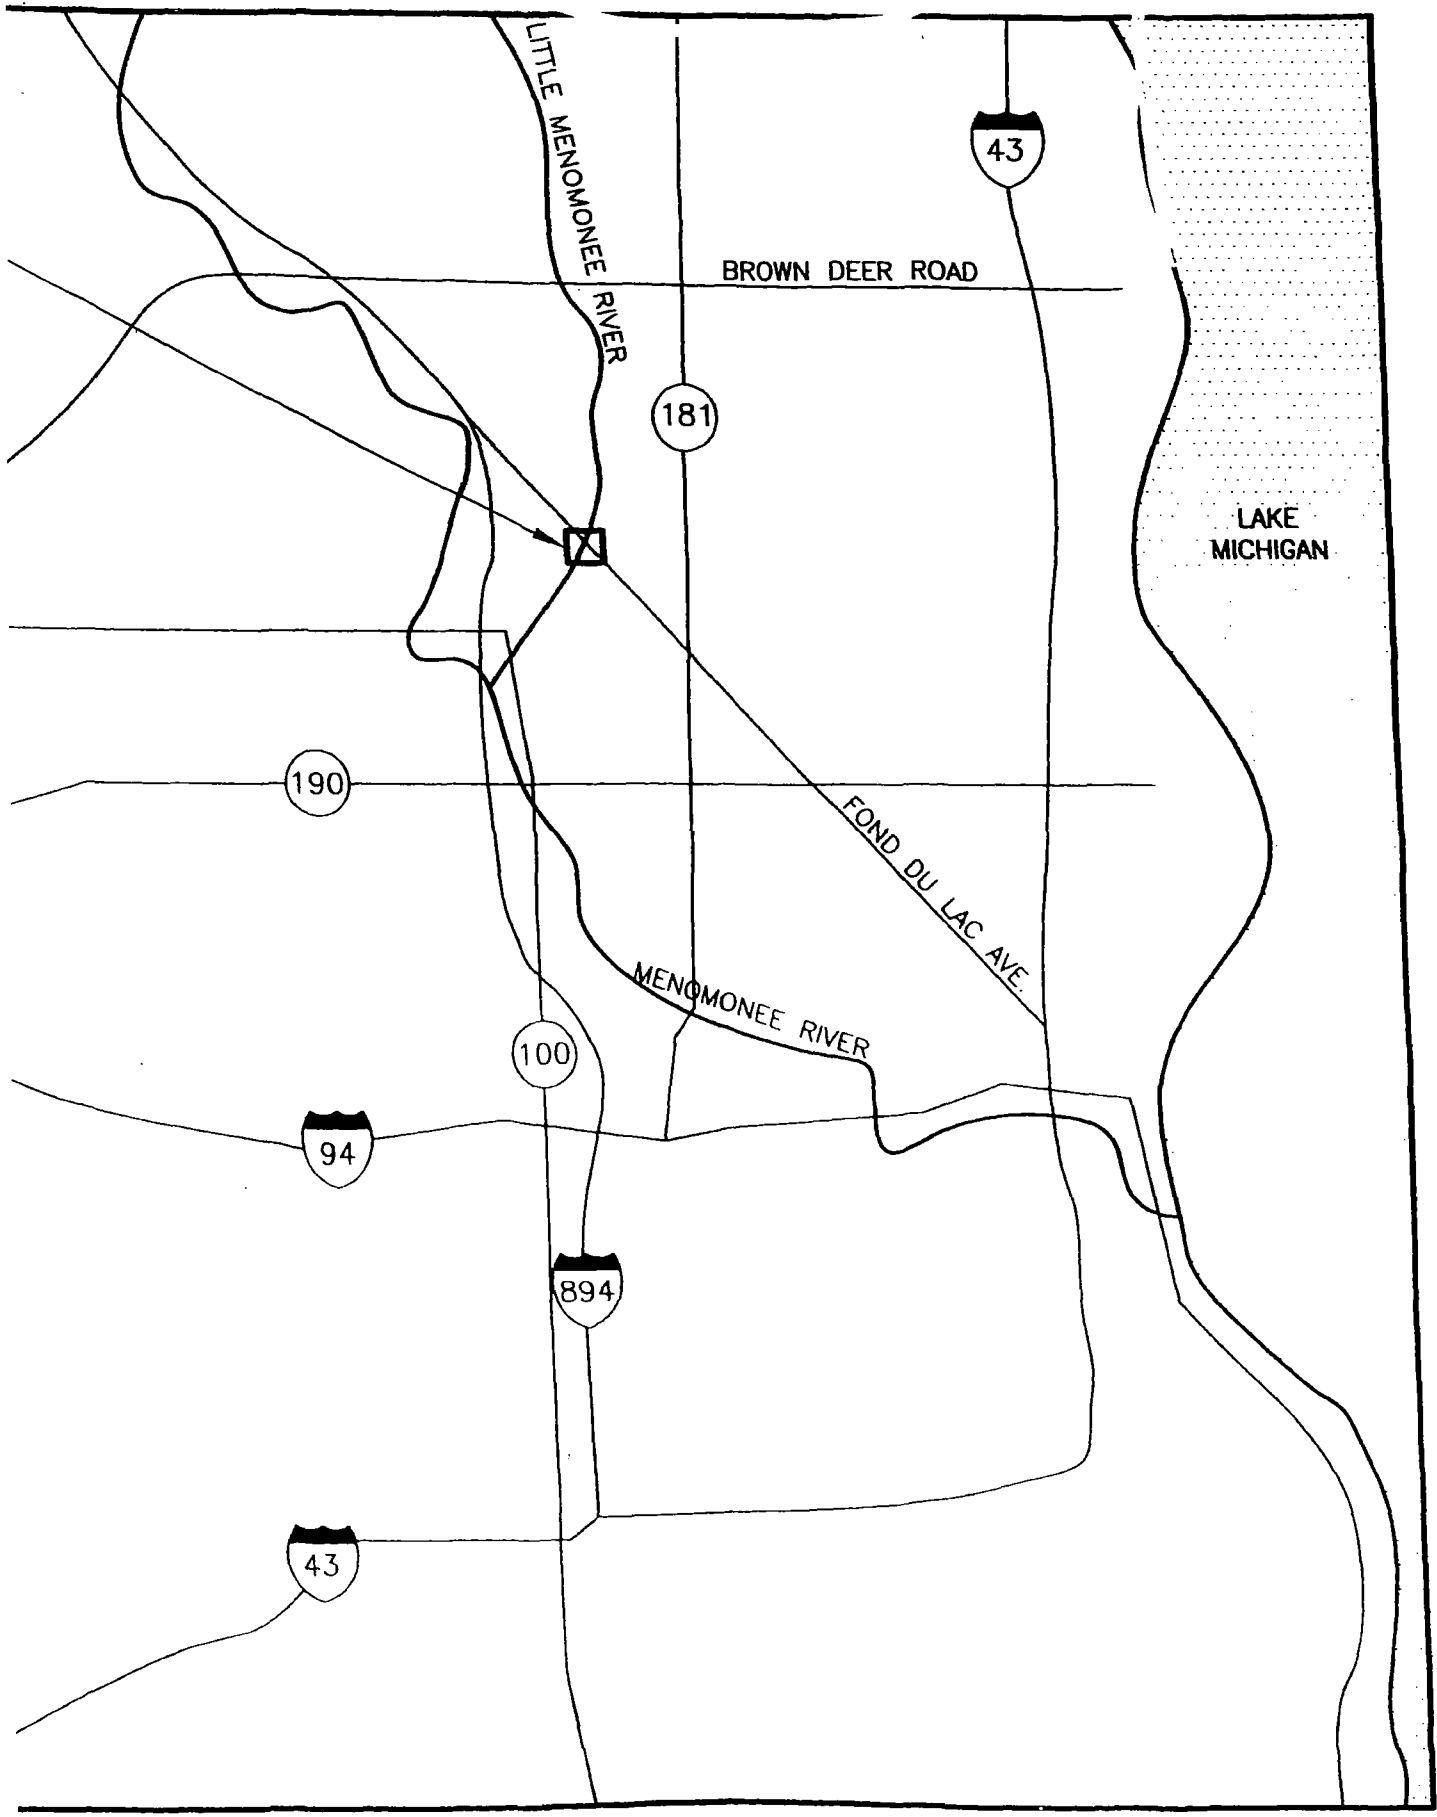 LITTLE MENOMONEE RIVER
43
BROWN DEER ROAD
181
LAKE
MICHIGAN
190
FOND DU LAC AVE.
MENOMONEE RIVER
100
94
894
43